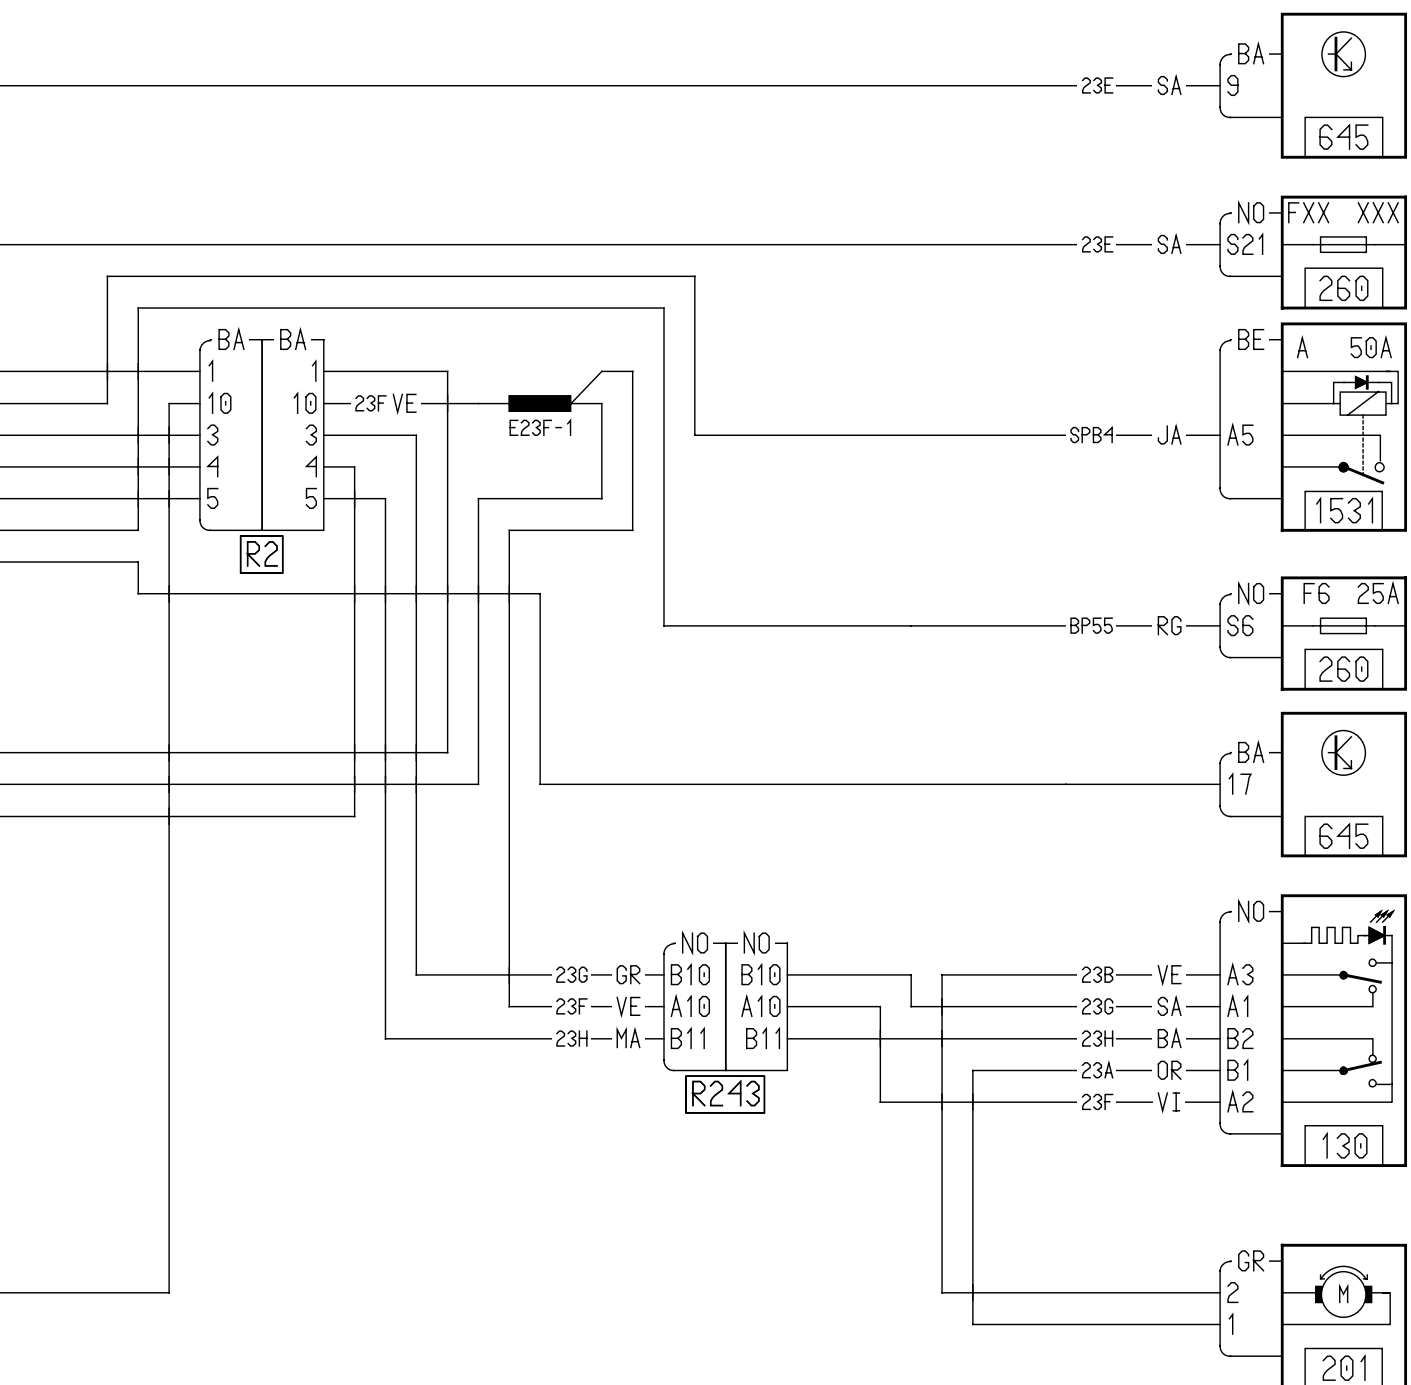 BA
23E SA 9
645
NO FXX XXX
23E SA S21
260
BA BA BE A 50A
1 1
10 10 23F VE
E23F-1
3 3 SPB4 JA A5
4 4
5 5
1531
R2
NO F6 25A
BP55 RG S6
260
BA
17
645
NO
NO NO
23G GR B10 B10 23B VE A3
23F VE A10 A10 23G SA A1
23H MA B11 B11 23H BA B2
23A OR B1
R243
23F VI A2
130
GR
2 M
1
201